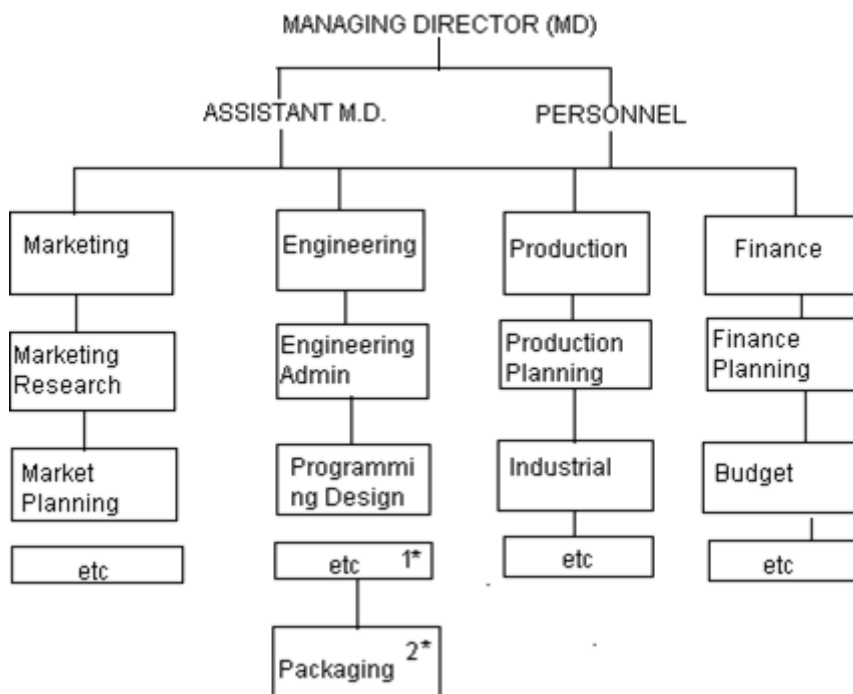 MANAGING DIRECTOR (MD)
ASSISTANT M.D.
PERSONNEL
Marketing
Engineering
Production
Finance
Marketing
Research
Engineering
Admin
Production
Planning
Finance
Planning
Market
Planning
Programmi
ng Design
Industrial
Budget
etc
etc 1*
etc
etc
Packaging 2*